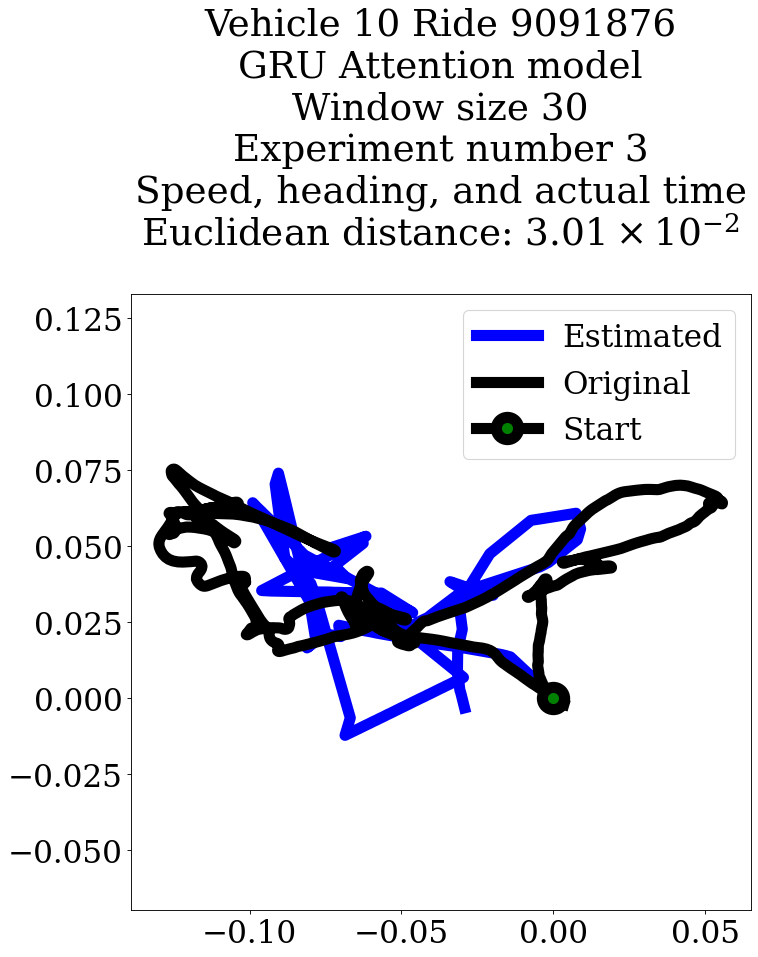 Vehicle 10 Ride 9091876
GRU Attention model
Window size 30
Experiment number 3
Speed, heading, and actual time
Euclidean distance: 3.01 × 10⁻²
Estimated
Original
Start
0.125
0.100
0.075
0.050
0.025
0.000
−0.025
−0.050
−0.10
−0.05
0.00
0.05